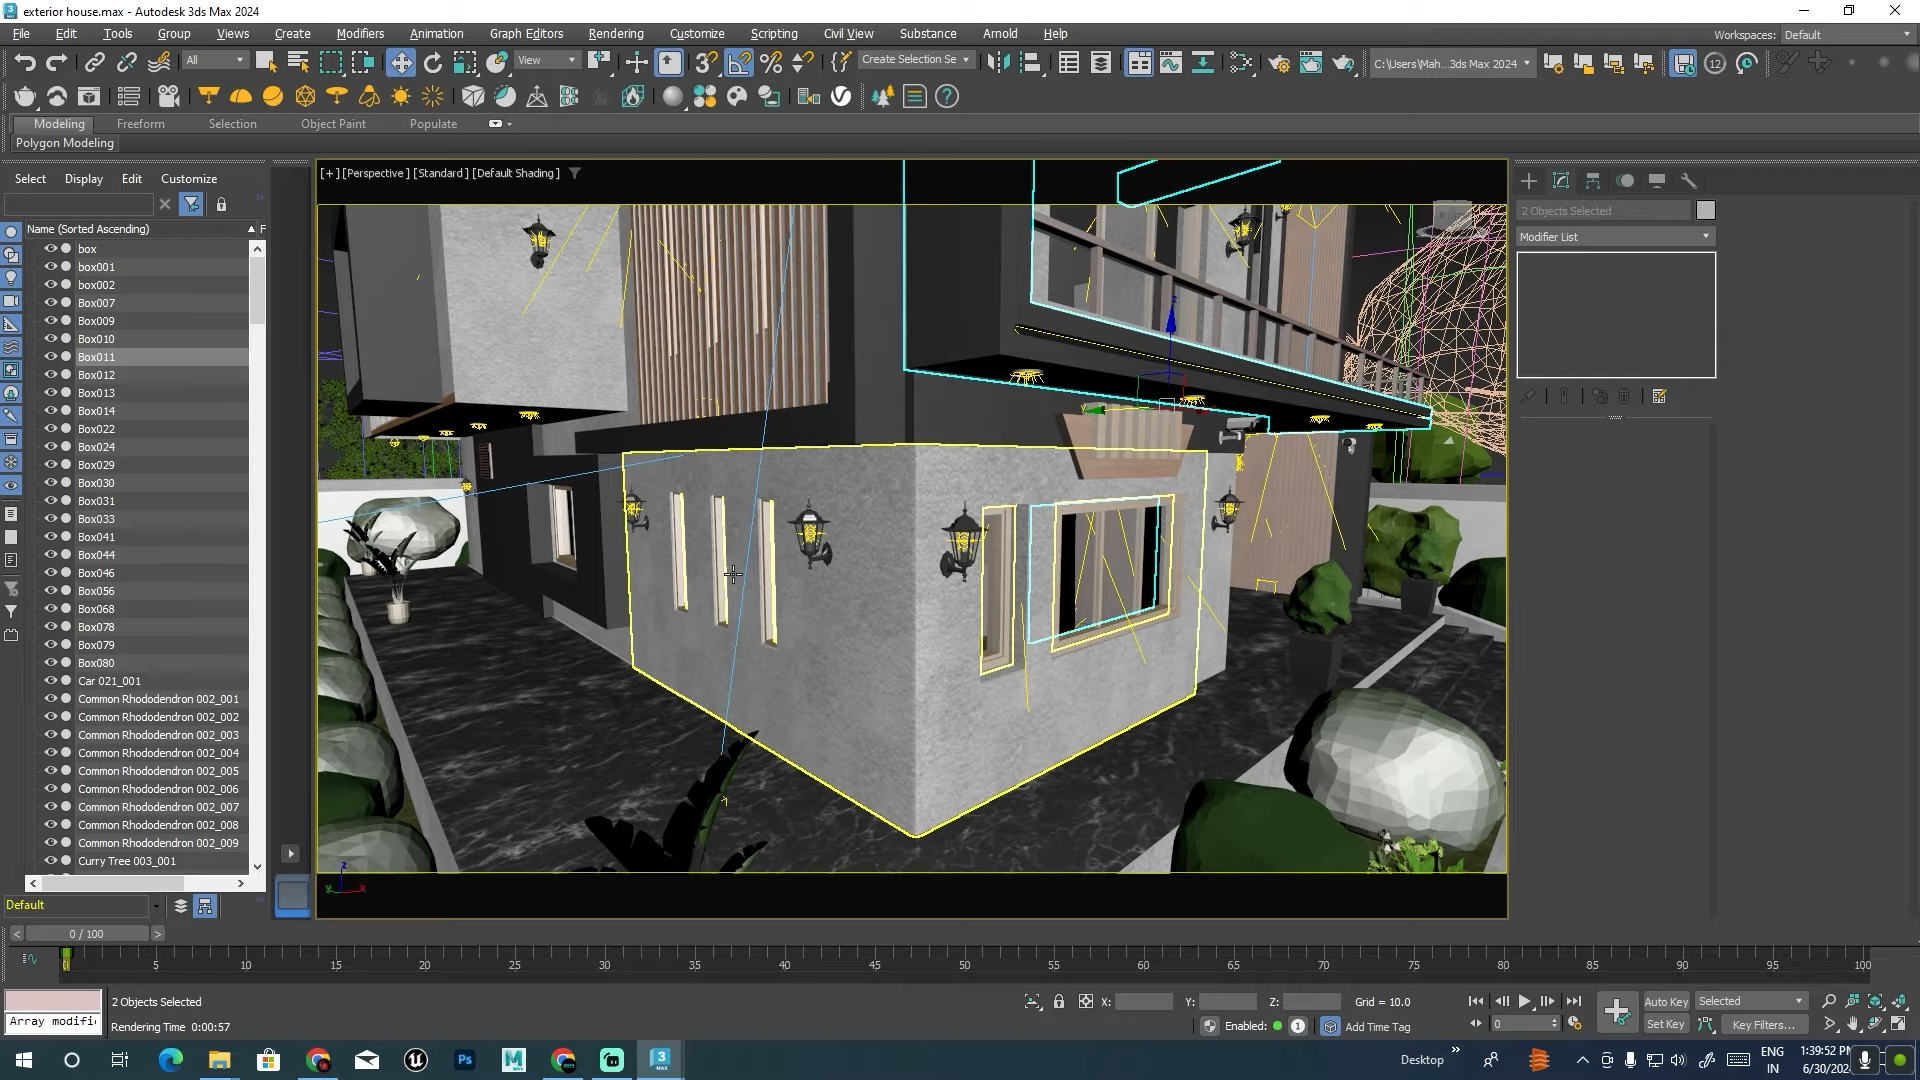 exterior house.max - Autodesk 3ds Max 2024
File Edit Tools Group Views Create Modifiers Animation Graph Editors Rendering Customize Scripting Civil View Substance Arnold Help
Workspaces: Default
All
View
Create Selection Se
C:\Users\Mah...3ds Max 2024
Modeling Freeform Selection Object Paint Populate
Polygon Modeling
Select Display Edit Customize
Name (Sorted Ascending)
box
box001
box002
Box007
Box009
Box010
Box011
Box012
Box013
Box014
Box022
Box024
Box029
Box030
Box031
Box033
Box041
Box044
Box046
Box056
Box068
Box078
Box079
Box080
Car 021_001
Common Rhododendron 002_001
Common Rhododendron 002_002
Common Rhododendron 002_003
Common Rhododendron 002_004
Common Rhododendron 002_005
Common Rhododendron 002_006
Common Rhododendron 002_007
Common Rhododendron 002_008
Common Rhododendron 002_009
Curry Tree 003_001
[+] [Perspective] [Standard] [Default Shading]
2 Objects Selected
Modifier List
Default
0 / 100
5 10 15 20 25 30 35 40 45 50 55 60 65 70 75 80 85 90 95 100
2 Objects Selected
X: Y: Z: Grid = 10.0
Auto Key Selected
Array modifi
Rendering Time 0:00:57
Enabled: 1 Add Time Tag
0
Set Key Key Filters...
Desktop
ENG
IN
1:39:52 P
6/30/202